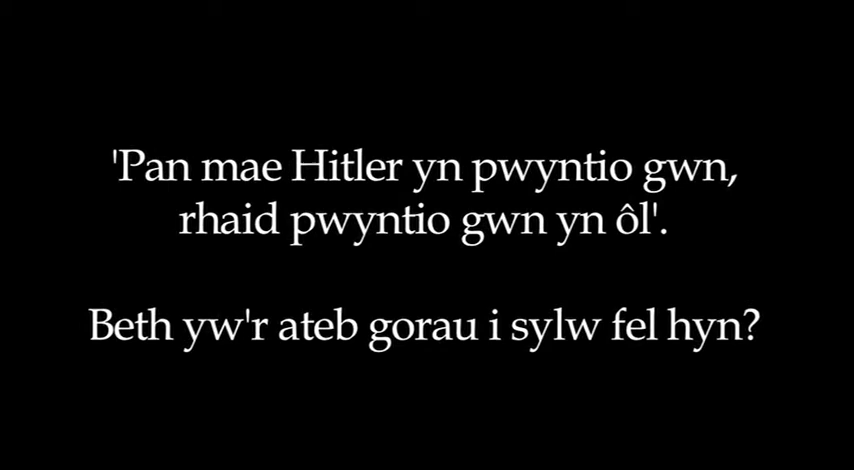 'Pan mae Hitler yn pwyntio gwn,
rhaid pwyntio gwn yn ôl'.
Beth yw'r ateb gorau i sylw fel hyn?